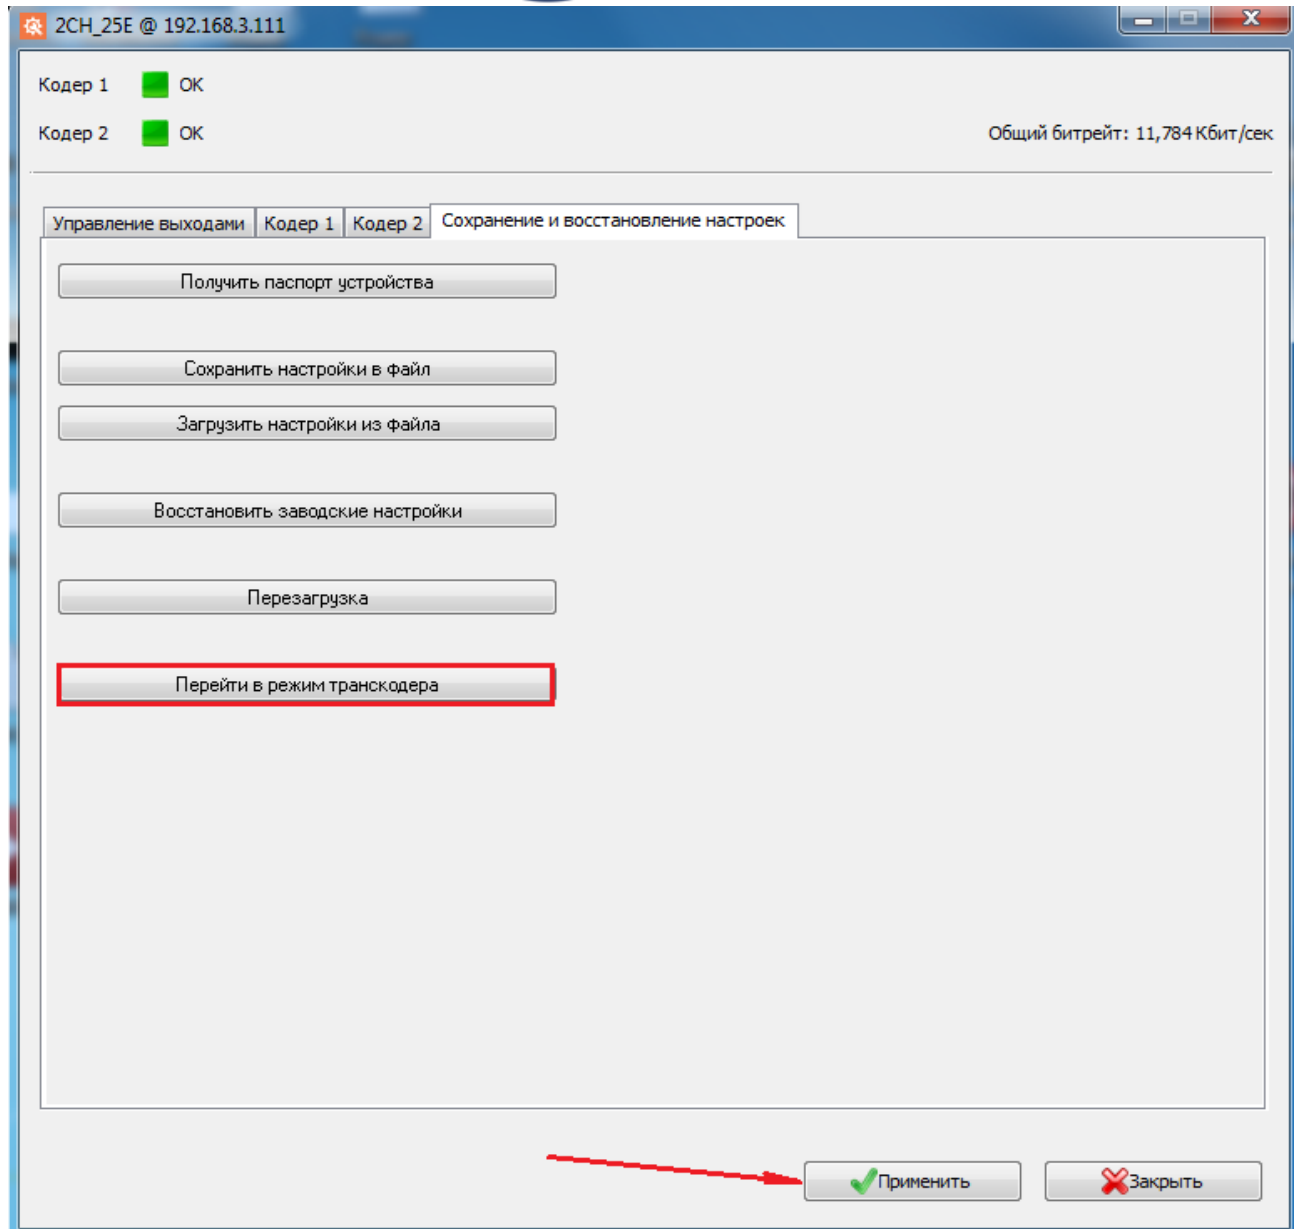 2CH_25E @ 192.168.3.111
Кодер 1 OK
Кодер 2 OK
Общий битрейт: 11,784 Кбит/сек
Управление выходами Кодер 1 Кодер 2 Сохранение и восстановление настроек
Получить паспорт устройства
Сохранить настройки в файл
Загрузить настройки из файла
Восстановить заводские настройки
Перезагрузка
Перейти в режим транскодера
Применить Закрыть